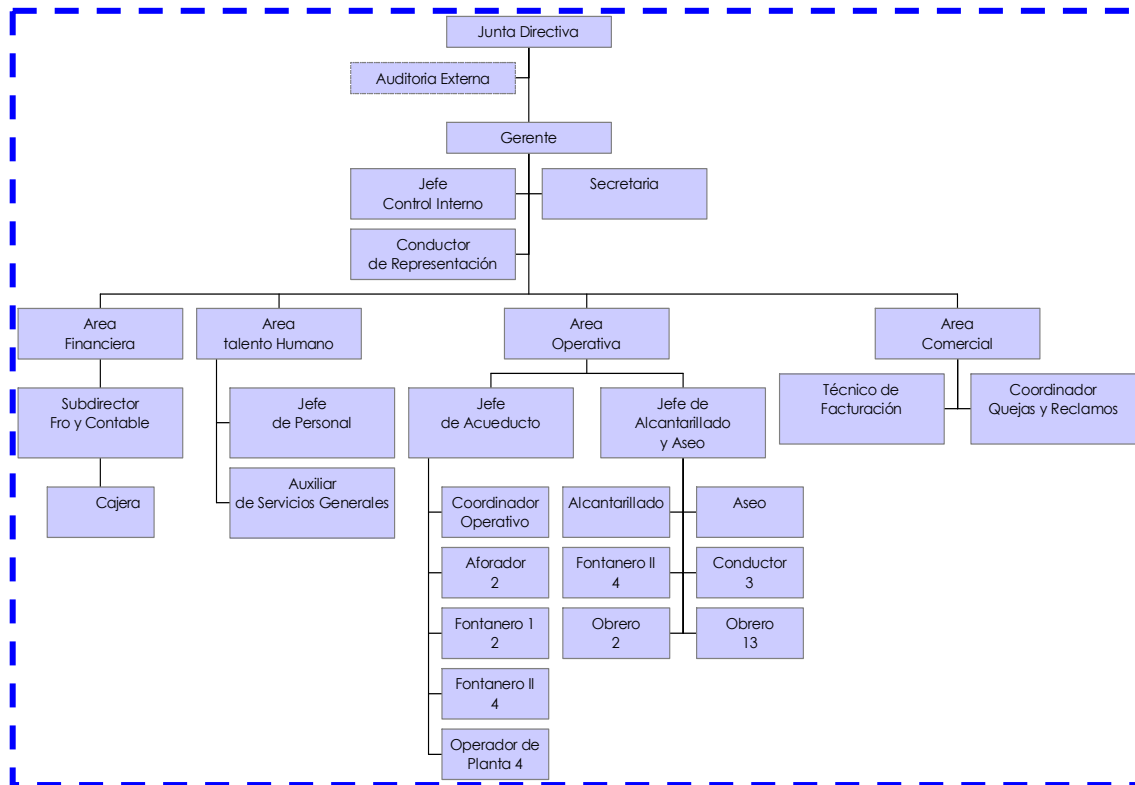 Junta Directiva
Auditoria Externa
Gerente
Jefe
Control Interno
Secretaria
Conductor
de Representación
Area
Financiera
Area
talento Humano
Area
Operativa
Area
Comercial
Subdirector
Fro y Contable
Cajera
Jefe
de Personal
Auxiliar
de Servicios Generales
Jefe
de Acueducto
Coordinador
Operativo
Aforador
2
Fontanero 1
2
Fontanero II
4
Operador de
Planta 4
Jefe de
Alcantarillado
y Aseo
Alcantarillado
Aseo
Fontanero II
4
Conductor
3
Obrero
2
Obrero
13
Técnico de
Facturación
Coordinador
Quejas y Reclamos